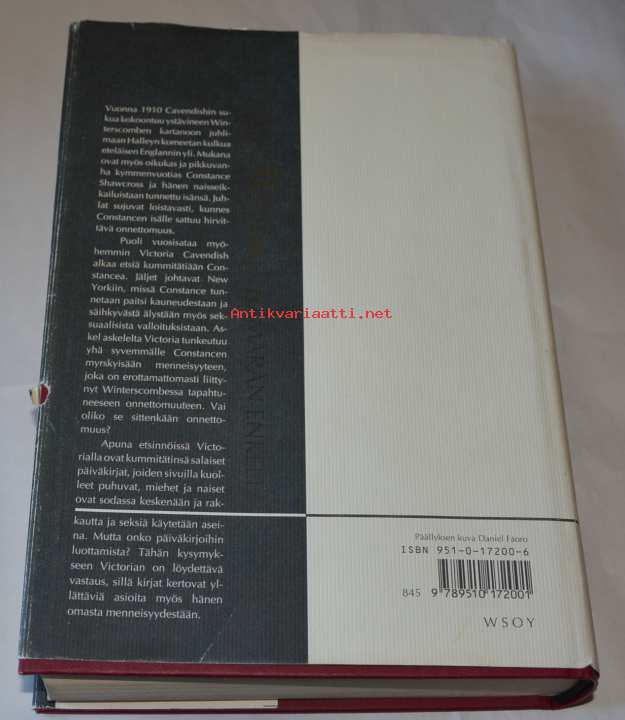 Vuonna 1910 Cavendishin su-
kua kokoontuu ystävineen Win-
terscomben kartanoon juhli-
maan Halleyn komeetan kulkua
eteläisen Englannin yli. Mukana
ovat myös oikukas ja pikkuvan-
ha kymmenvuotias Constance
Shawcross ja hänen naisseik-
kailuistaan tunnettu isänsä. Juh-
lat sujuvat loistavasti, kunnes
Constancen isälle sattuu hirvit-
tävä onnettomuus.
Puoli vuosisataa myö-
hemmin Victoria Cavendish
alkaa etsiä kummitätiään Con-
stancea. Jäljet johtavat New
Yorkiin, missä Constance tun-
netaan paitsi kauneudestaan ja
säihkyvästä älystään myös sek-
suaalisista valloituksistaan. As-
kel askelelta Victoria tunkeutuu
yhä syvemmälle Constancen
myrskyisään menneisyyteen,
joka on erottamattomasti liitty-
nyt Winterscombessa tapahtu-
neeseen onnettomuuteen. Vai
oliko se sittenkään onnetto-
muus?
Apuna etsinnöissä Victo-
rialla ovat kummitätinsä salaiset
päiväkirjat, joiden sivuilla kuol-
leet puhuvat, miehet ja naiset
ovat sodassa keskenään ja rak-
kautta ja seksiä käytetään asei-
na. Mutta onko päiväkirjoihin
luottamista? Tähän kysymyk-
seen Victorian on löydettävä
vastaus, sillä kirjat kertovat yl-
lättäviä asioita myös hänen
omasta menneisyydestään.
Antikvariaatti.net
Päällyksen kuva Daniel Faoro
ISBN 951-0-17200-6
845 9 789510 172001
WSOY